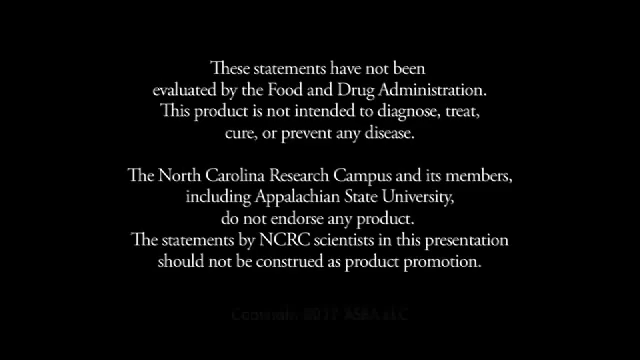 These statements have not been
evaluated by the Food and Drug Administration.
This product is not intended to diagnose, treat,
cure, or prevent any disease.
The North Carolina Research Campus and its members,
including Appalachian State University,
do not endorse any product.
The statements by NCRC scientists in this presentation
should not be construed as product promotion.